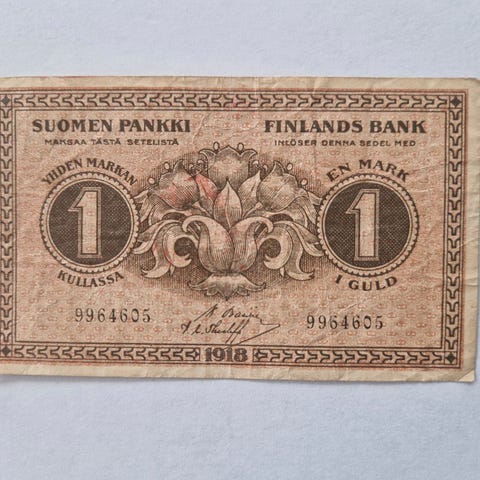 SUOMEN PANKKI
MAKSAA TÄSTÄ SETELISTÄ
YHDEN MARKAN
1
KULLASSA
9964605
FINLANDS BANK
INLÖSER DENNA SEDEL MED
EN MARK
1
I GULD
9964605
1918